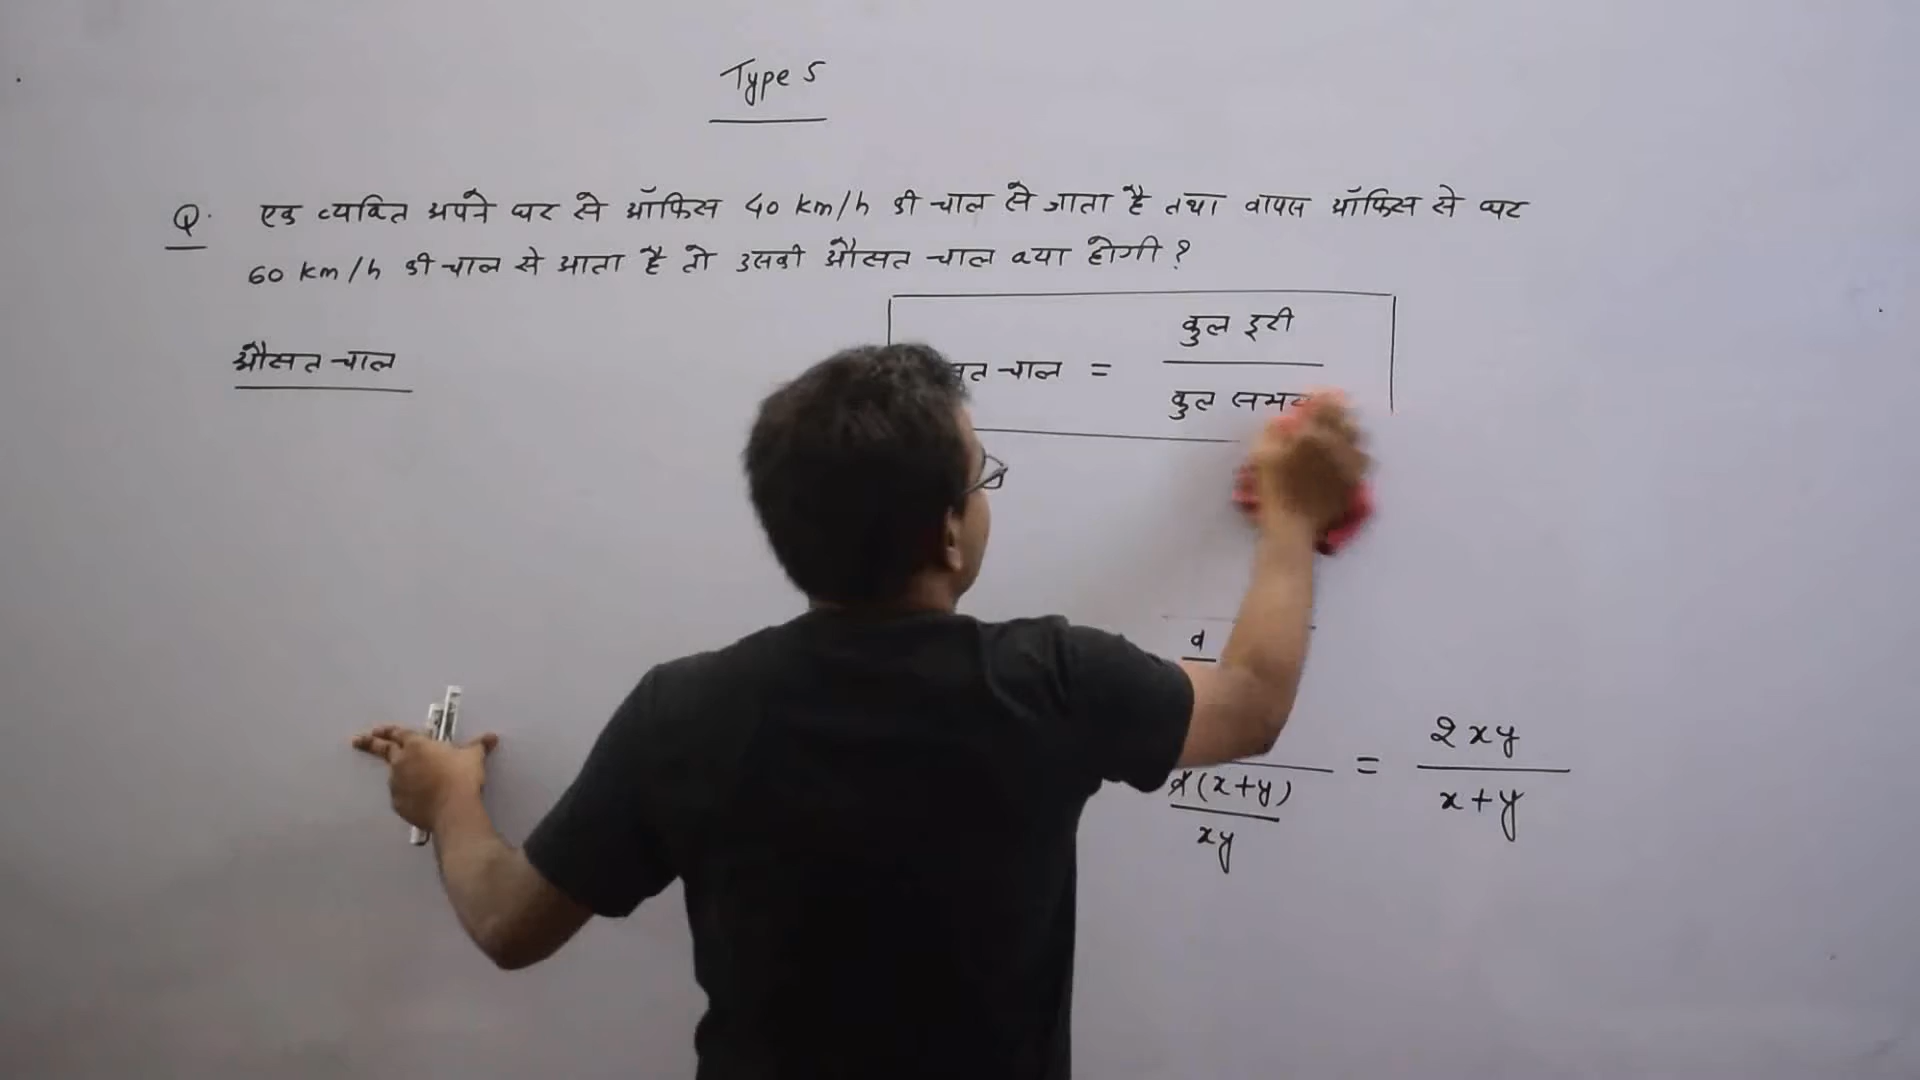 Type 5
Q. एक व्यक्ति अपने घर से ऑफिस 40 km/h की चाल से जाता है तथा वापस ऑफिस से घर
60 km/h की चाल से आता है तो उसकी औसत चाल क्या होगी ?
औसत चाल
चाल = कुल दूरी
कुल समय
d
d(x+y)
xy
= 2xy
x+y